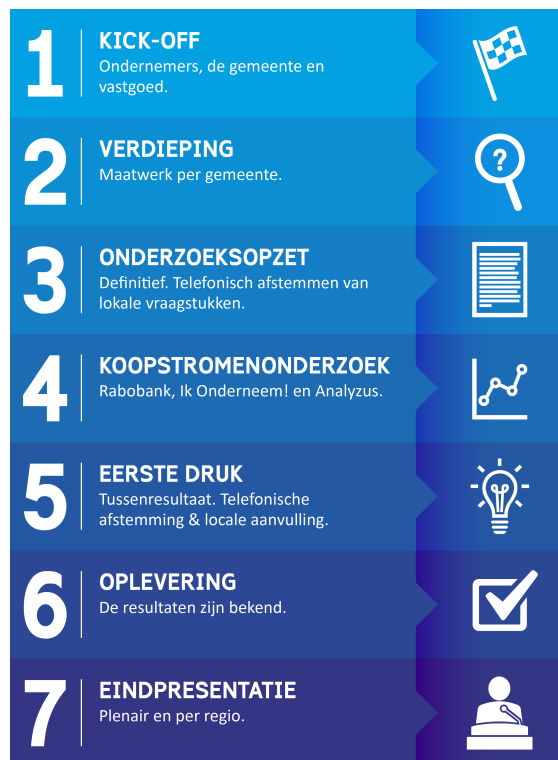 1
KICK-OFF
Ondernemers, de gemeente en
vastgoed.
2
VERDIEPING
Maatwerk per gemeente.
?
3
ONDERZOEKSOPZET
Definitief. Telefonisch afstemmen van
lokale vraagstukken.
4
KOOPSTROMENONDERZOEK
Rabobank, Ik Onderneem! en Analyzus.
5
EERSTE DRUK
Tussenresultaat. Telefonische
afstemming & locale aanvulling.
6
OPLEVERING
De resultaten zijn bekend.
7
EINDPRESENTATIE
Plenair en per regio.